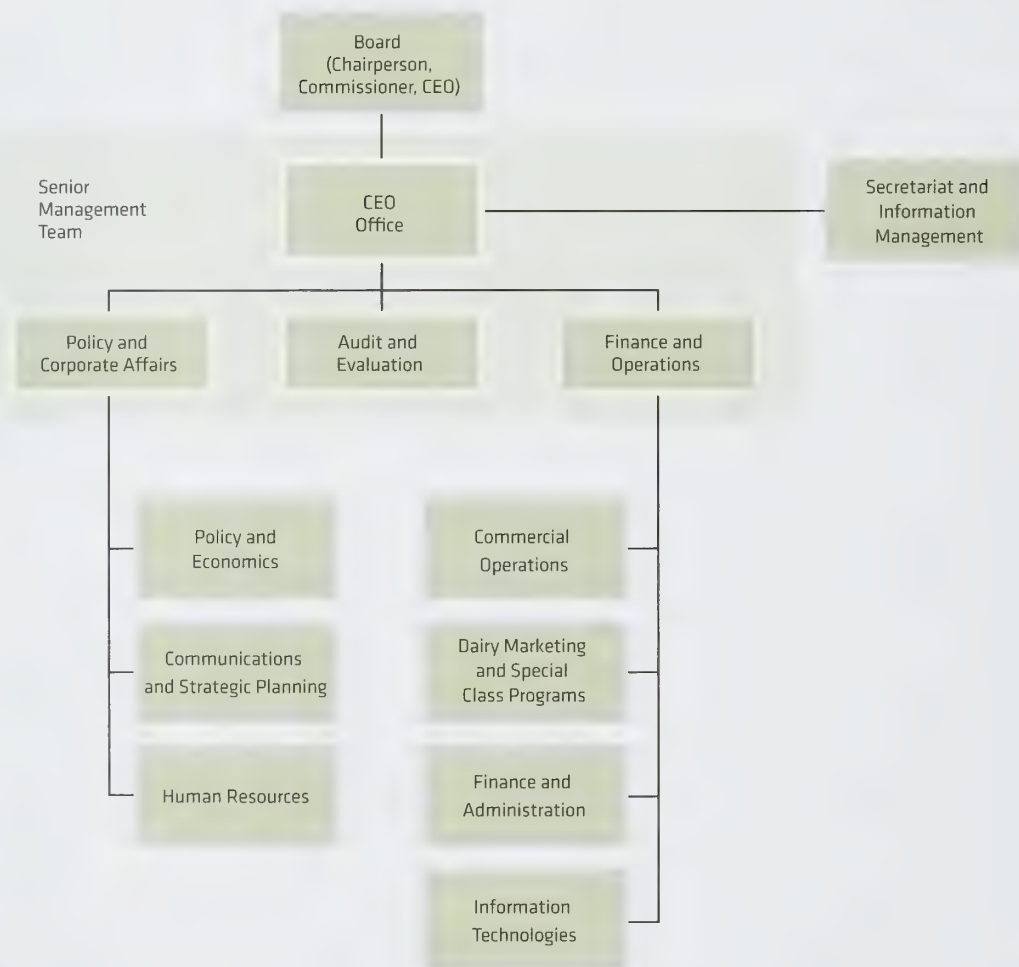 Board
(Chairperson,
Commissioner, CEO)
Senior
Management
Team
CEO
Office
Secretariat and
Information
Management
Policy and
Corporate Affairs
Audit and
Evaluation
Finance and
Operations
Policy and
Economics
Communications
and Strategic Planning
Human Resources
Commercial
Operations
Dairy Marketing
and Special
Class Programs
Finance and
Administration
Information
Technologies